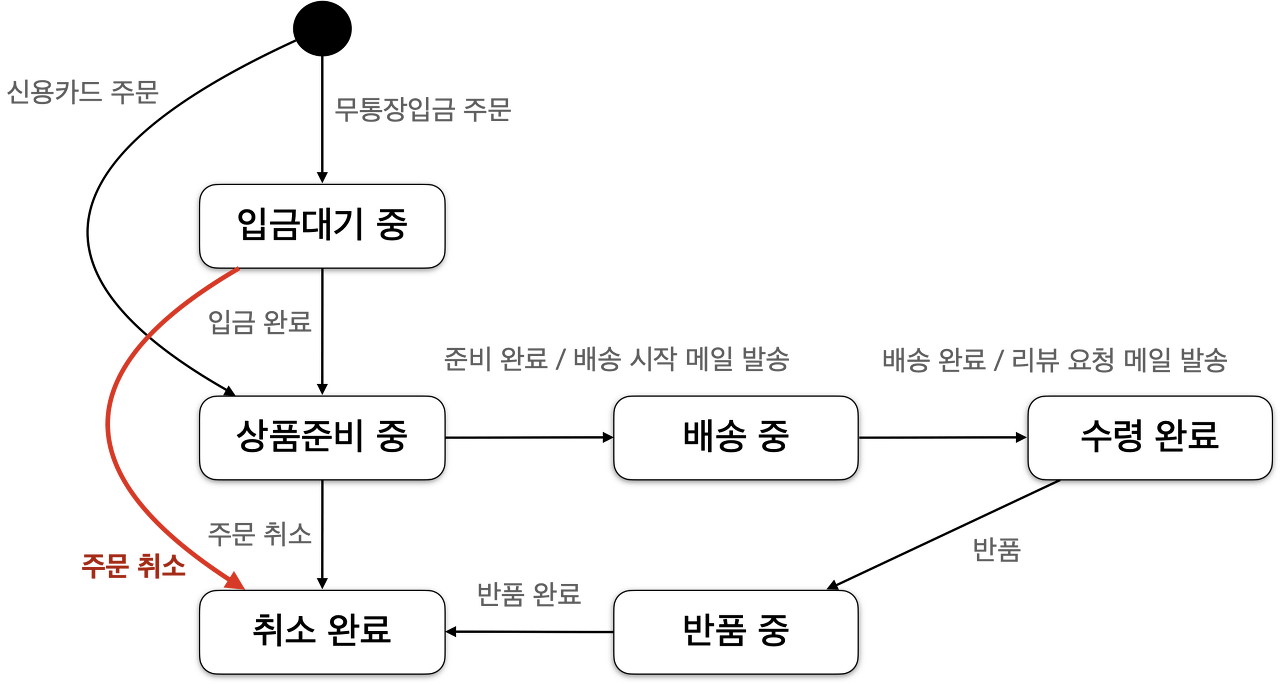 신용카드 주문
무통장입금 주문
입금대기 중
입금 완료
준비 완료 / 배송 시작 메일 발송
배송 완료 / 리뷰 요청 메일 발송
상품준비 중
배송 중
수령 완료
주문 취소
주문 취소
반품
반품 완료
취소 완료
반품 중